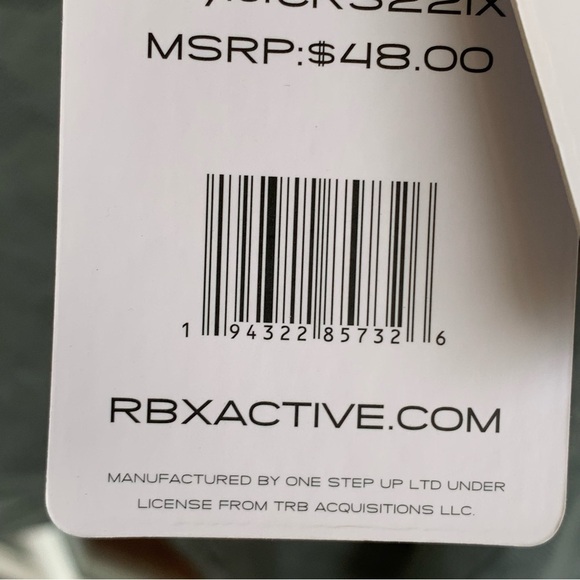 MSRP:$48.00
1 94322 85732 6
RBXACTIVE.COM
MANUFACTURED BY ONE STEP UP LTD UNDER
LICENSE FROM TRB ACQUISITIONS LLC.